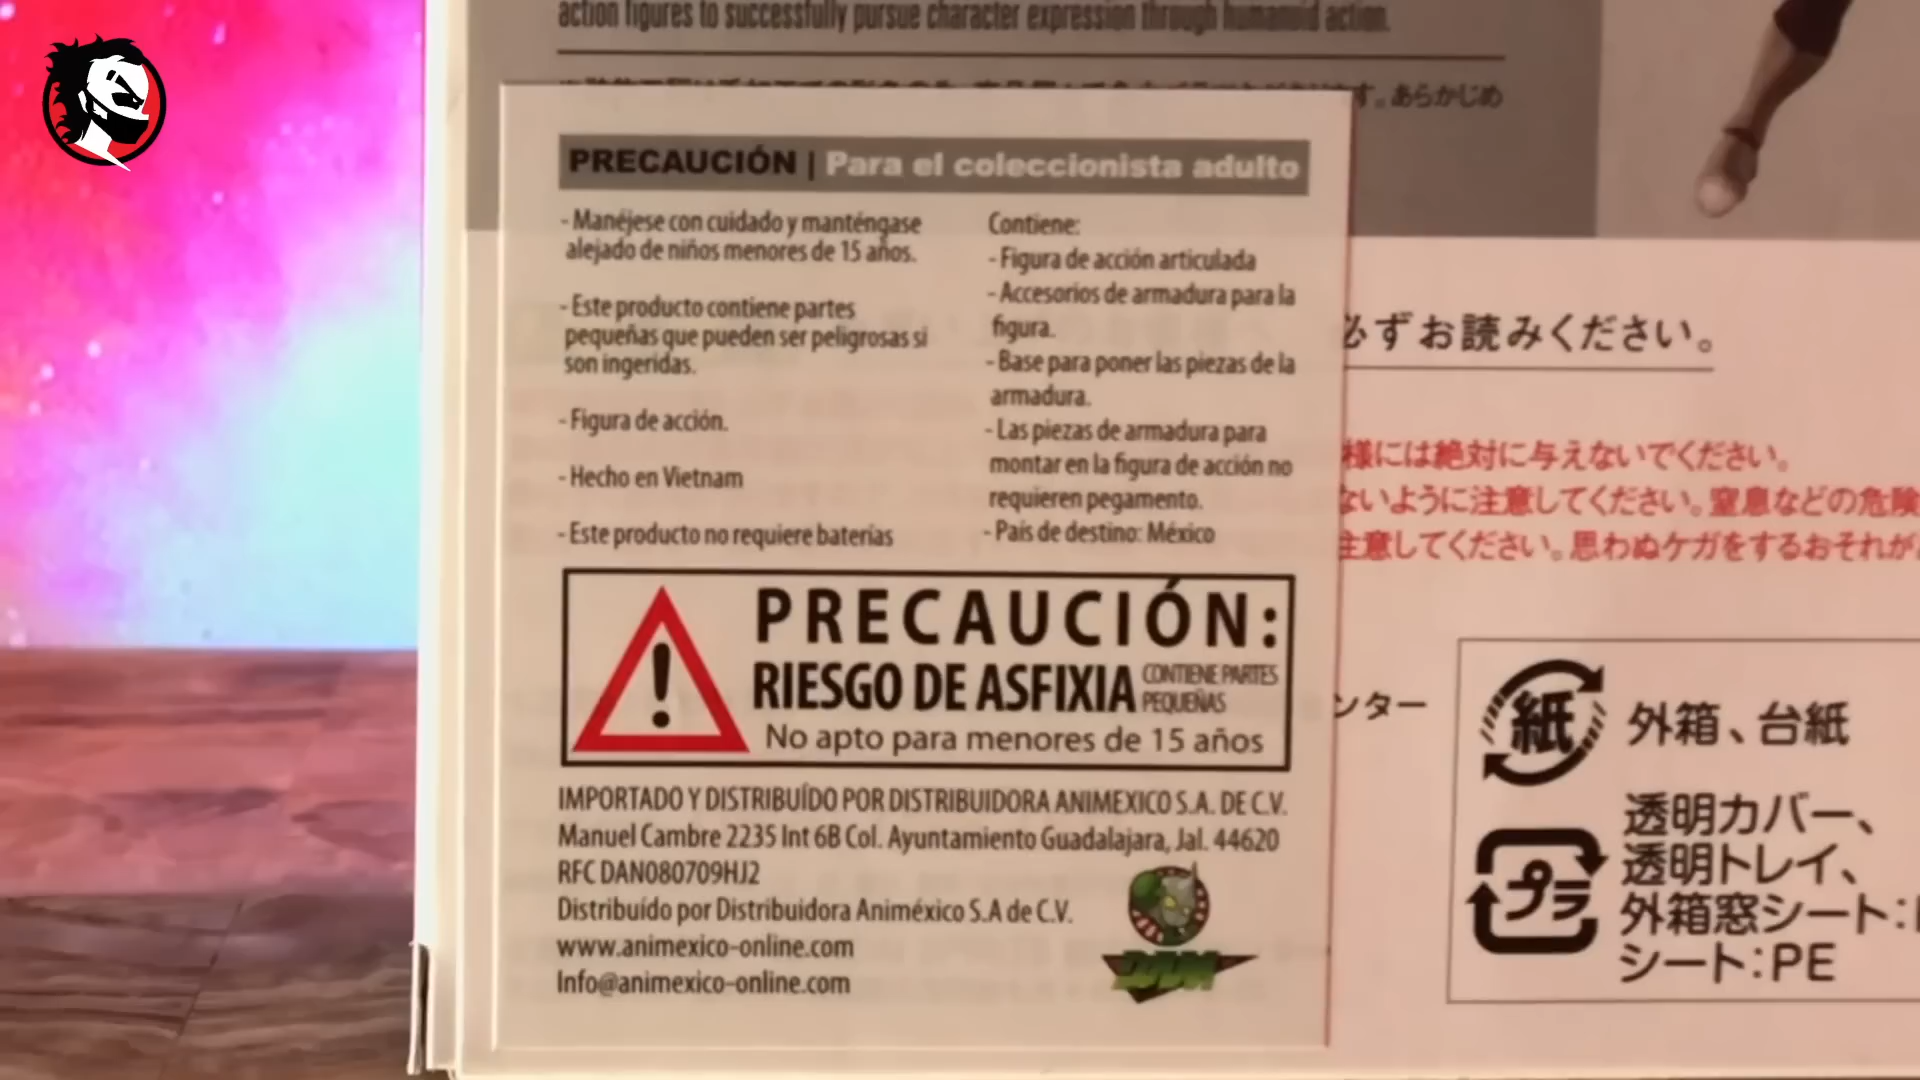 action figures to successfully pursue character expression through humanoid action.
す。あらかじめ
PRECAUCIÓN | Para el coleccionista adulto
- Manéjese con cuidado y manténgase
alejado de niños menores de 15 años.
- Este producto contiene partes
pequeñas que pueden ser peligrosas si
son ingeridas.
- Figura de acción.
- Hecho en Vietnam
- Este producto no requiere baterías
Contiene:
- Figura de acción articulada
- Accesorios de armadura para la
figura.
- Base para poner las piezas de la
armadura.
- Las piezas de armadura para
montar en la figura de acción no
requieren pegamento.
- País de destino: México
PRECAUCIÓN:
RIESGO DE ASFIXIA CONTIENE PARTES
PEQUEÑAS
No apto para menores de 15 años
IMPORTADO Y DISTRIBUÍDO POR DISTRIBUIDORA ANIMEXICO S.A. DE C.V.
Manuel Cambre 2235 Int 6B Col. Ayuntamiento Guadalajara, Jal. 44620
RFC DAN080709HJ2
Distribuído por Distribuidora Animéxico S.A de C.V.
www.animexico-online.com
Info@animexico-online.com
必ずお読みください。
様には絶対に与えないでください。
ないように注意してください。窒息などの危険
注意してください。思わぬケガをするおそれが
ンター
紙
外箱、台紙
プラ
透明カバー、
透明トレイ、
外箱窓シート:
シート:PE